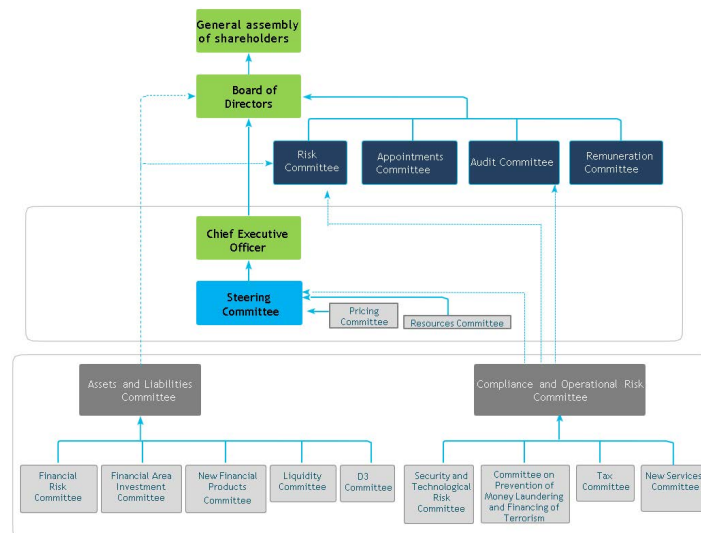 General assembly
of shareholders
Board of
Directors
Risk
Committee
Appointments
Committee
Audit Committee
Remuneration
Committee
Chief Executive
Officer
Steering
Committee
Pricing
Committee
Resources Committee
Assets and Liabilities
Committee
Compliance and Operational Risk
Committee
Financial
Risk
Committee
Financial Area
Investment
Committee
New Financial
Products
Committee
Liquidity
Committee
D3
Committee
Security and
Technological
Risk
Committee
Committee on
Prevention of
Money Laundering
and Financing of
Terrorism
Tax
Committee
New Services
Committee